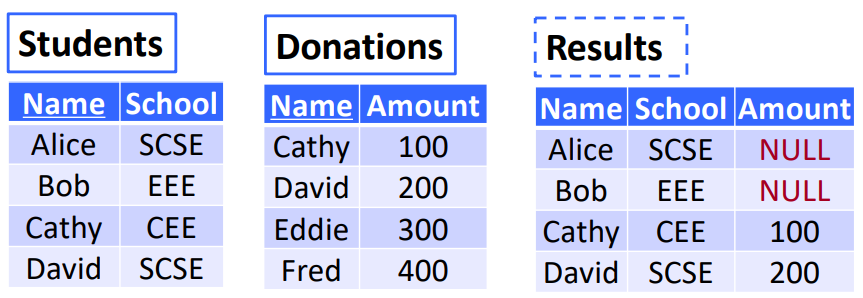 Students
Name School
Alice SCSE
Bob EEE
Cathy CEE
David SCSE
Donations
Name Amount
Cathy 100
David 200
Eddie 300
Fred 400
Results
Name School Amount
Alice SCSE NULL
Bob EEE NULL
Cathy CEE 100
David SCSE 200